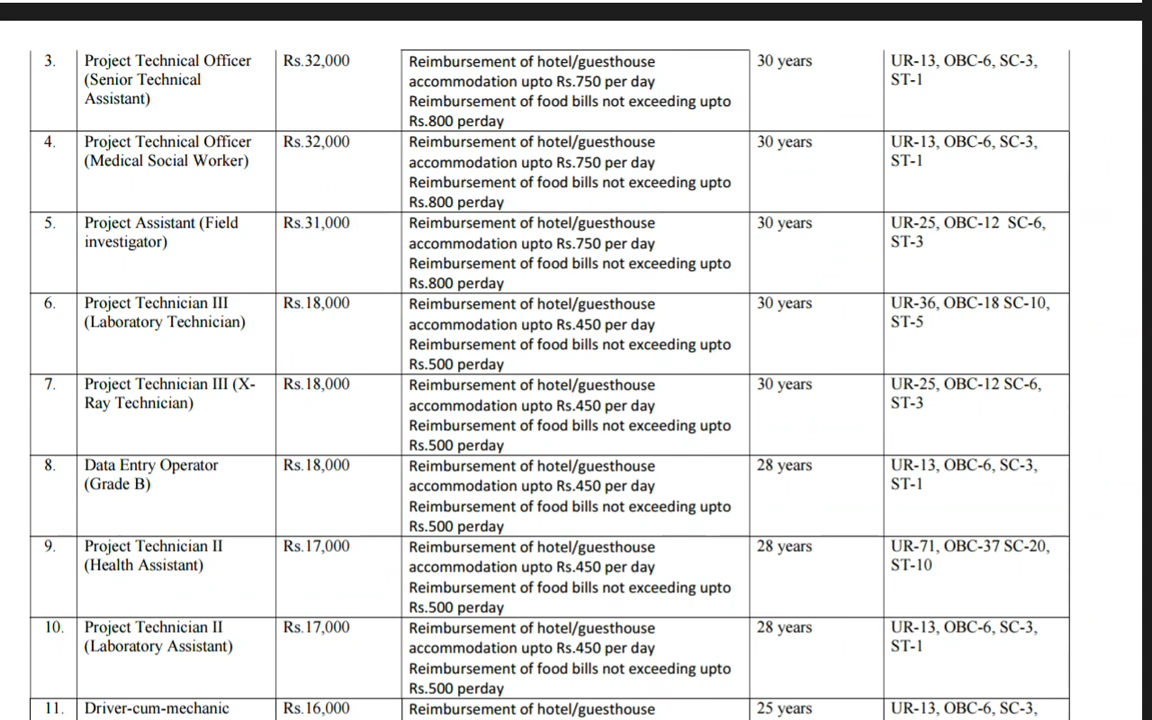 3. Project Technical Officer Rs.32,000 Reimbursement of hotel/guesthouse 30 years UR-13, OBC-6, SC-3,
(Senior Technical accommodation upto Rs.750 per day ST-1
Assistant) Reimbursement of food bills not exceeding upto
Rs.800 perday
4. Project Technical Officer Rs.32,000 Reimbursement of hotel/guesthouse 30 years UR-13, OBC-6, SC-3,
(Medical Social Worker) accommodation upto Rs.750 per day ST-1
Reimbursement of food bills not exceeding upto
Rs.800 perday
5. Project Assistant (Field Rs.31,000 Reimbursement of hotel/guesthouse 30 years UR-25, OBC-12 SC-6,
investigator) accommodation upto Rs.750 per day ST-3
Reimbursement of food bills not exceeding upto
Rs.800 perday
6. Project Technician III Rs.18,000 Reimbursement of hotel/guesthouse 30 years UR-36, OBC-18 SC-10,
(Laboratory Technician) accommodation upto Rs.450 per day ST-5
Reimbursement of food bills not exceeding upto
Rs.500 perday
7. Project Technician III (X- Rs.18,000 Reimbursement of hotel/guesthouse 30 years UR-25, OBC-12 SC-6,
Ray Technician) accommodation upto Rs.450 per day ST-3
Reimbursement of food bills not exceeding upto
Rs.500 perday
8. Data Entry Operator Rs.18,000 Reimbursement of hotel/guesthouse 28 years UR-13, OBC-6, SC-3,
(Grade B) accommodation upto Rs.450 per day ST-1
Reimbursement of food bills not exceeding upto
Rs.500 perday
9. Project Technician II Rs.17,000 Reimbursement of hotel/guesthouse 28 years UR-71, OBC-37 SC-20,
(Health Assistant) accommodation upto Rs.450 per day ST-10
Reimbursement of food bills not exceeding upto
Rs.500 perday
10. Project Technician II Rs.17,000 Reimbursement of hotel/guesthouse 28 years UR-13, OBC-6, SC-3,
(Laboratory Assistant) accommodation upto Rs.450 per day ST-1
Reimbursement of food bills not exceeding upto
Rs.500 perday
11. Driver-cum-mechanic Rs.16,000 Reimbursement of hotel/guesthouse 25 years UR-13, OBC-6, SC-3,